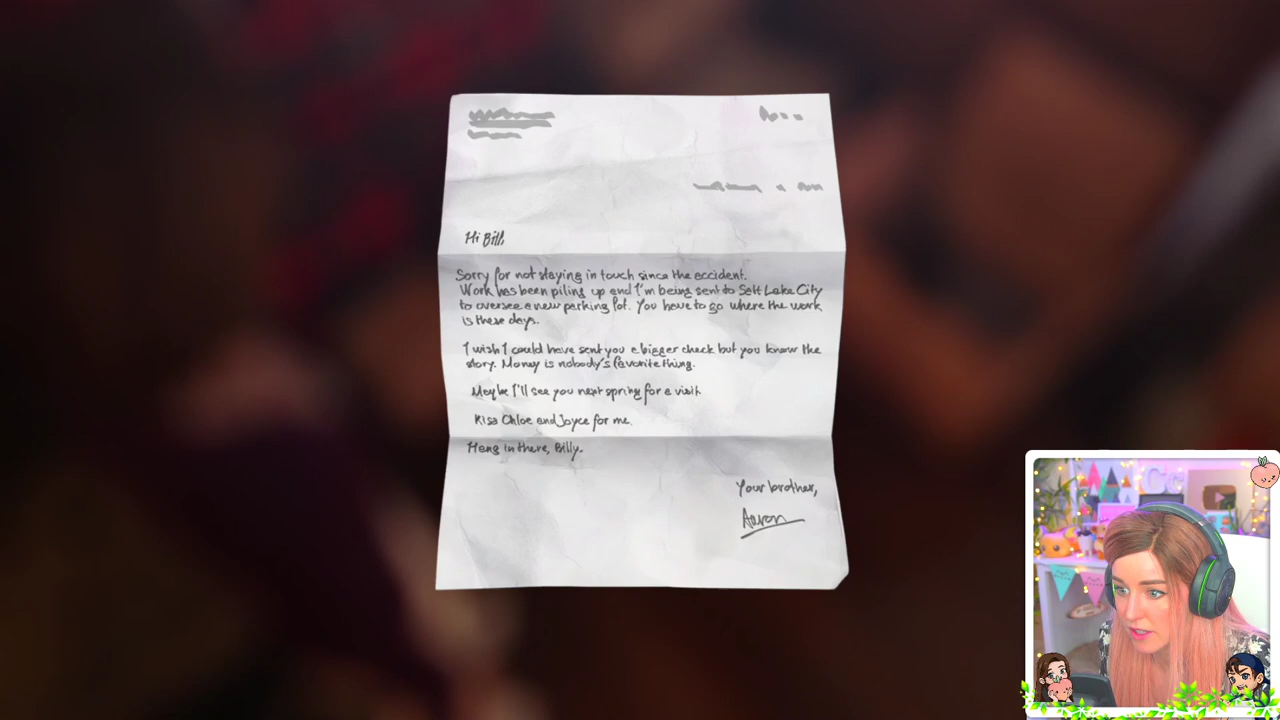 Hi Bill,
Sorry for not staying in touch since the accident.
Work has been piling up and I'm being sent to Salt Lake City
to oversee a new parking lot. You have to go where the work
is these days.
I wish I could have sent you a bigger check but you know the
story. Money is nobody's favorite thing.
Maybe I'll see you next spring for a visit.
Kiss Chloe and Joyce for me.
Hang in there, Billy.
Your brother,
Aaron